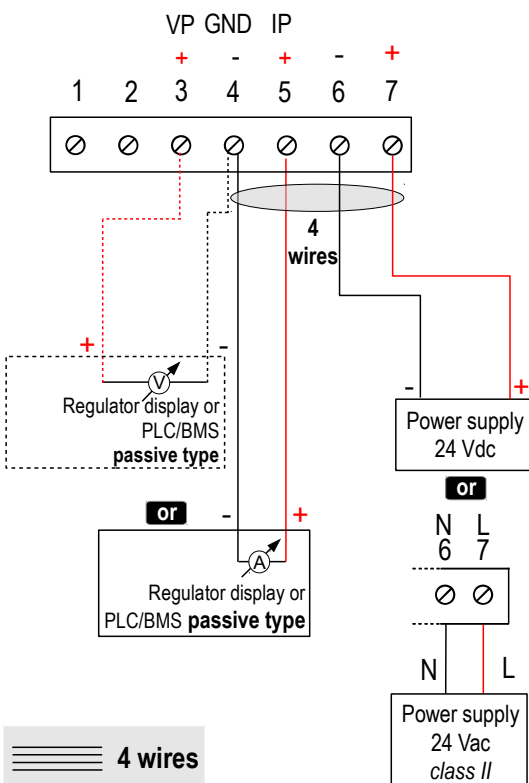 VP GND IP
+ - + - +
1 2 3 4 5 6 7
4
wires
+ -
V
Regulator display or
PLC/BMS
passive type
- +
Power supply
24 Vdc
or
or
- +
A
Regulator display or
PLC/BMS passive type
N L
6 7
N L
Power supply
24 Vac
class II
4 wires